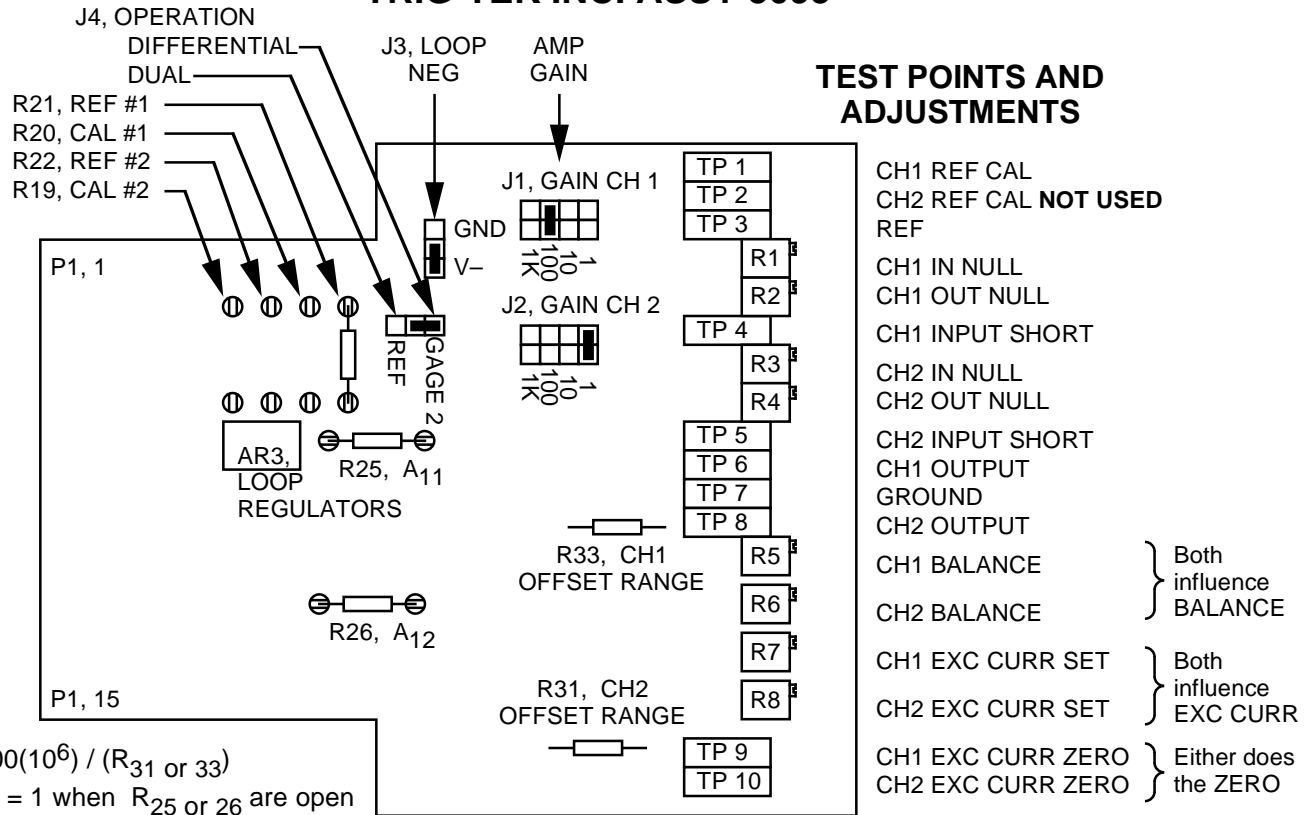 J4, OPERATION
DIFFERENTIAL
DUAL
R21, REF #1
R20, CAL #1
R22, REF #2
R19, CAL #2
J3, LOOP
NEG
AMP
GAIN
TEST POINTS AND
ADJUSTMENTS
P1, 1
GND
V–
J1, GAIN CH 1
1K
100
10
1
J2, GAIN CH 2
1K
100
10
1
REF
GAGE 2
AR3,
LOOP
REGULATORS
R25, A11
R26, A12
R33, CH1
OFFSET RANGE
R31, CH2
OFFSET RANGE
P1, 15
TP 1 CH1 REF CAL
TP 2 CH2 REF CAL NOT USED
TP 3 REF
R1 CH1 IN NULL
R2 CH1 OUT NULL
TP 4 CH1 INPUT SHORT
R3 CH2 IN NULL
R4 CH2 OUT NULL
TP 5 CH2 INPUT SHORT
TP 6 CH1 OUTPUT
TP 7 GROUND
TP 8 CH2 OUTPUT
R5 CH1 BALANCE
R6 CH2 BALANCE
Both
influence
BALANCE
R7 CH1 EXC CURR SET
R8 CH2 EXC CURR SET
Both
influence
EXC CURR
TP 9 CH1 EXC CURR ZERO
TP 10 CH2 EXC CURR ZERO
Either does
the ZERO
00(10^6) / (R31 or 33)
= 1 when R25 or 26 are open